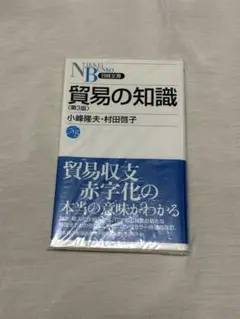 NIKKEI
BUNKO
日経文庫
貿易の知識
〈第3版〉
小峰隆夫・村田啓子
貿易収支
赤字化の
本当の意味がわかる